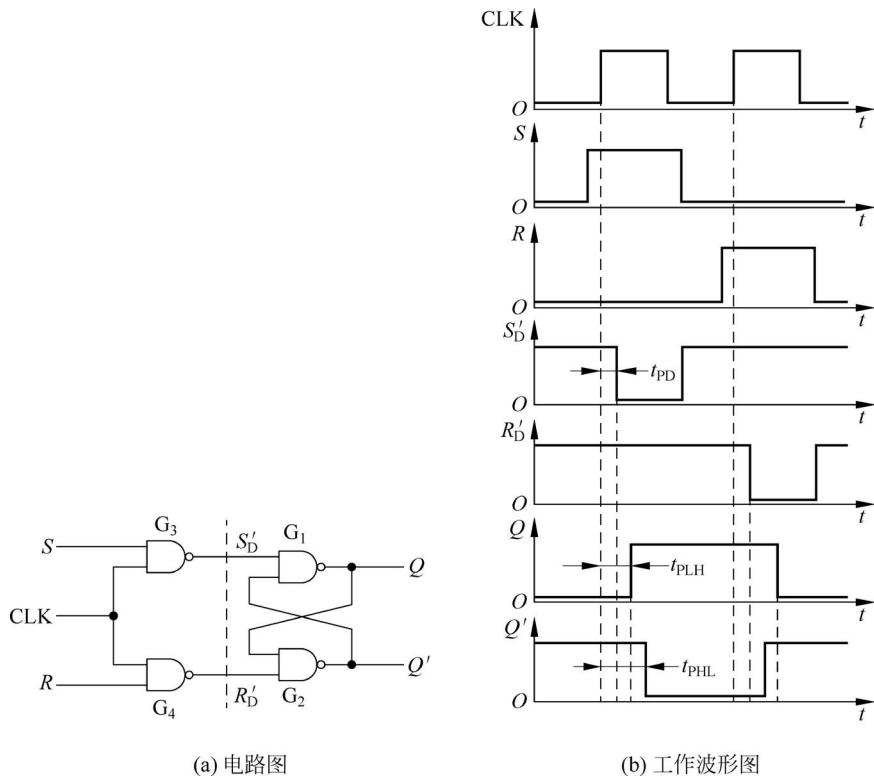 G₃
S
S′D
G₁
Q
CLK
R
G₄
R′D
G₂
Q′
(a) 电路图
CLK
O
t
S
O
t
R
O
t
S′D
tPD
O
t
R′D
O
t
Q
tPLH
O
t
Q′
tPHL
O
t
(b) 工作波形图